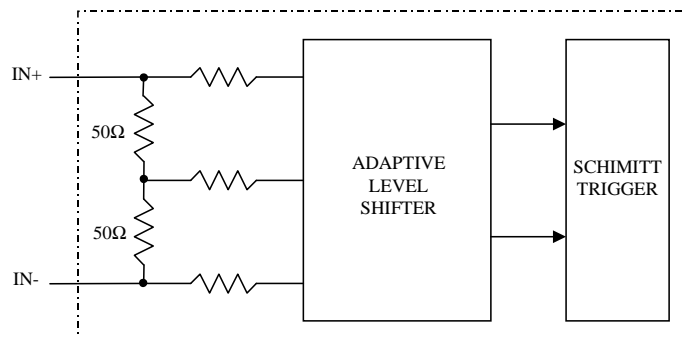 IN+
50Ω
50Ω
IN-
ADAPTIVE
LEVEL
SHIFTER
SCHIMITT
TRIGGER